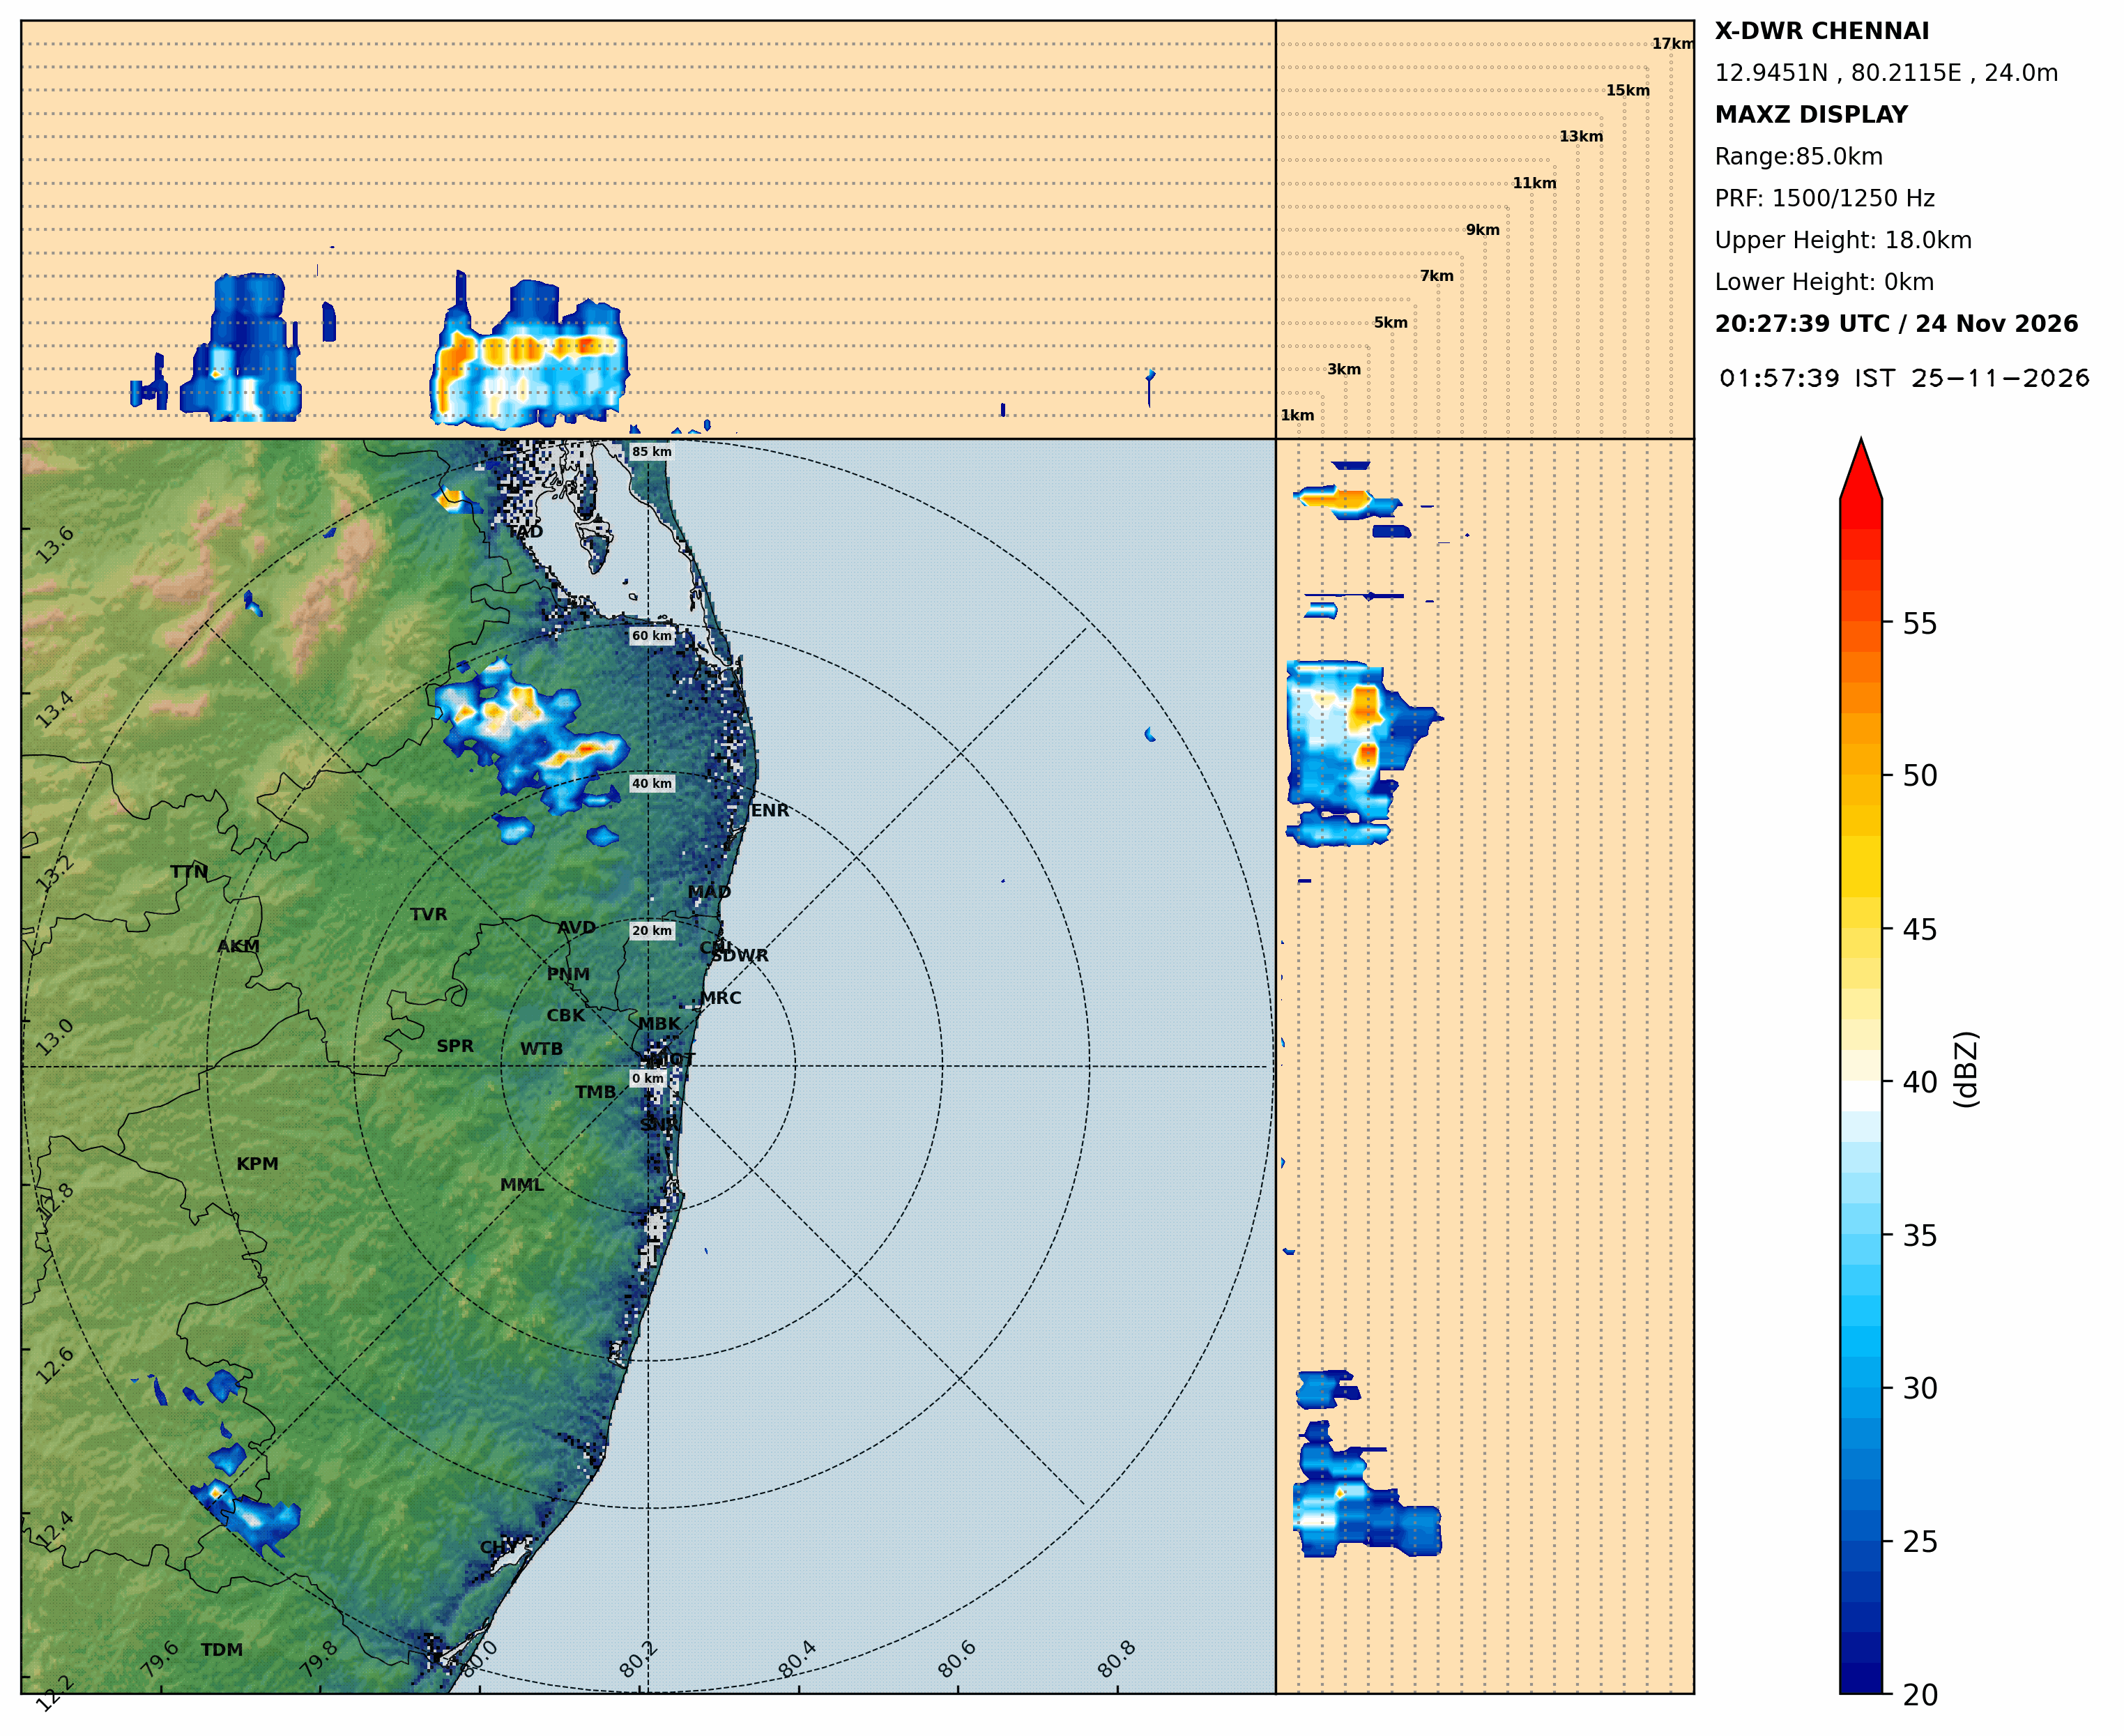 X-DWR CHENNAI
12.9451N , 80.2115E , 24.0m
MAXZ DISPLAY
Range:85.0km
PRF: 1500/1250 Hz
Upper Height: 18.0km
Lower Height: 0km
20:27:39 UTC / 24 Nov 2026
01:57:39 IST 25-11-2026
17km
15km
13km
11km
9km
7km
5km
3km
1km
85 km
TAD
13.6
60 km
13.4
40 km
ENR
13.2
TTN
MAD
TVR
AVD
20 km
AKM
SDWR
PNM
MRC
CBK
MBK
13.0
SPR
WTB
0 km
TMB
SNR
KPM
MML
12.8
12.6
12.4
CHY
TDM
12.2
79.6
79.8
80.0
80.2
80.4
80.6
80.8
55
50
45
40
35
30
25
20
(dBZ)